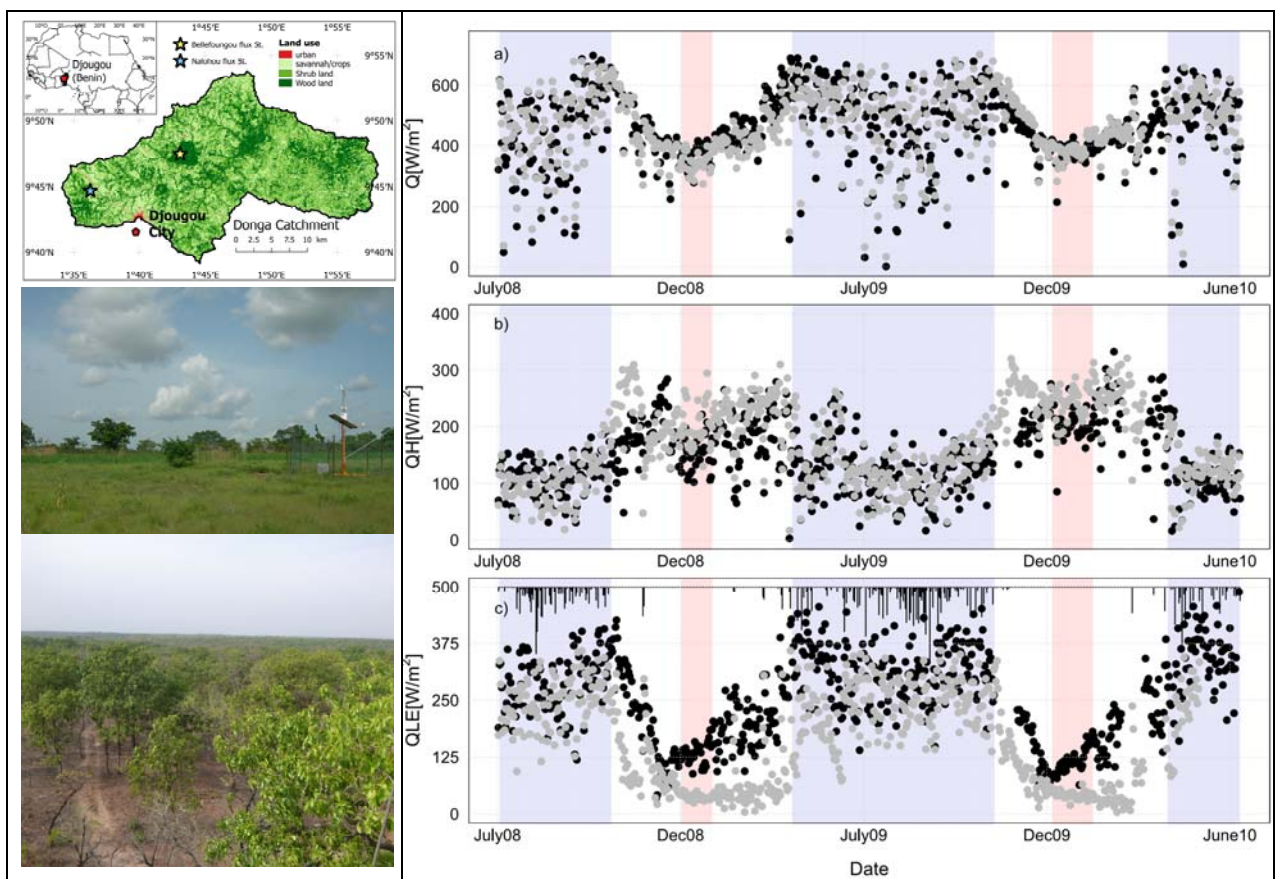 1°45'E 1°50'E 1°55'E
10°O 0° 10°E 20°E 30°E 40°E
Djougou
(Benin)
Bellefoungou flux St.
Nalohou flux St.
Land use
urban
savannah/crops
Shrub land
Wood land
9°55'N
9°50'N 9°50'N
9°45'N 9°45'N
9°40'N 9°40'N
Djougou
City
Donga Catchment
0 2.5 5 7.5 10 km
1°35'E 1°40'E 1°45'E 1°50'E 1°55'E
a)
Q[W/m²]
600
400
200
0
July08 Dec08 July09 Dec09 June10
b)
QH[W/m²]
400
300
200
100
0
July08 Dec08 July09 Dec09 June10
c)
QLE[W/m²]
500
375
250
125
0
July08 Dec08 July09 Dec09 June10
Date